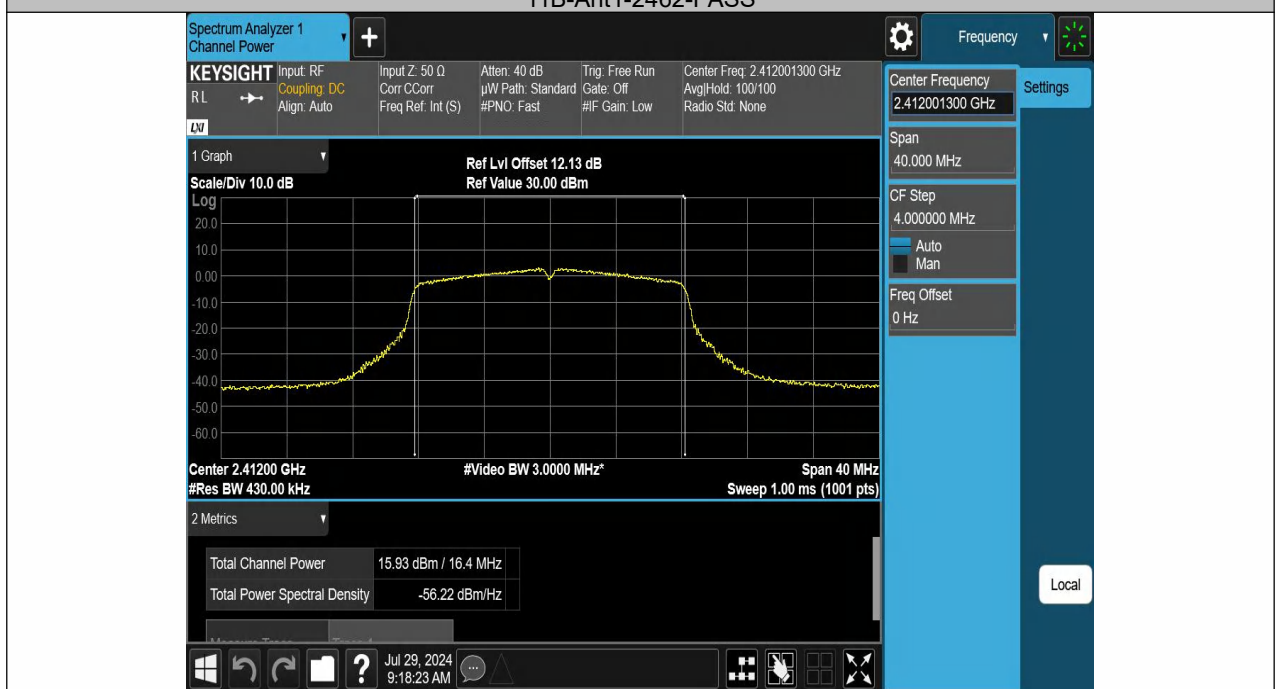 11B-Ant1-2462-PASS
Spectrum Analyzer 1
Channel Power
Frequency
KEYSIGHT
RL
LXI
Input: RF
Coupling: DC
Align: Auto
Input Z: 50 Ω
Corr CCorr
Freq Ref: Int (S)
Atten: 40 dB
µW Path: Standard
#PNO: Fast
Trig: Free Run
Gate: Off
#IF Gain: Low
Center Freq: 2.412001300 GHz
Avg|Hold: 100/100
Radio Std: None
Center Frequency
2.412001300 GHz
Settings
Span
40.000 MHz
CF Step
4.000000 MHz
Auto
Man
Freq Offset
0 Hz
1 Graph
Scale/Div 10.0 dB
Ref Lvl Offset 12.13 dB
Ref Value 30.00 dBm
Log
20.0
10.0
0.00
-10.0
-20.0
-30.0
-40.0
-50.0
-60.0
Center 2.41200 GHz
#Video BW 3.0000 MHz*
Span 40 MHz
#Res BW 430.00 kHz
Sweep 1.00 ms (1001 pts)
2 Metrics
Total Channel Power 15.93 dBm / 16.4 MHz
Total Power Spectral Density -56.22 dBm/Hz
Local
?
Jul 29, 2024
9:18:23 AM